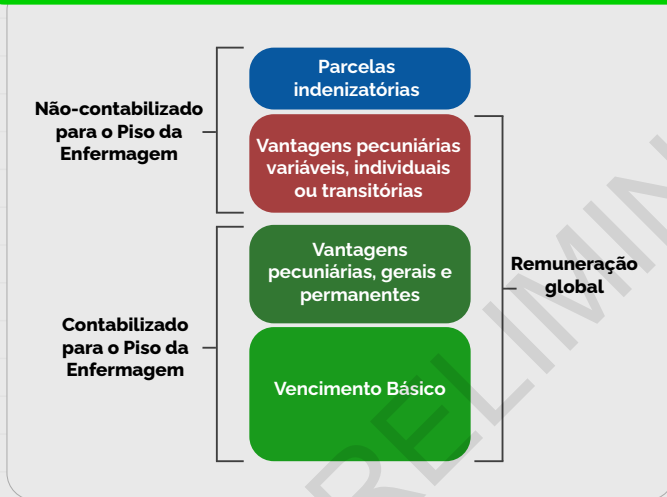 Parcelas
indenizatórias
Não-contabilizado
para o Piso da
Enfermagem
Vantagens pecuniárias
variáveis, individuais
ou transitórias
Vantagens
pecuniárias, gerais e
permanentes
Remuneração
global
Contabilizado
para o Piso da
Enfermagem
Vencimento Básico
RELIMIN